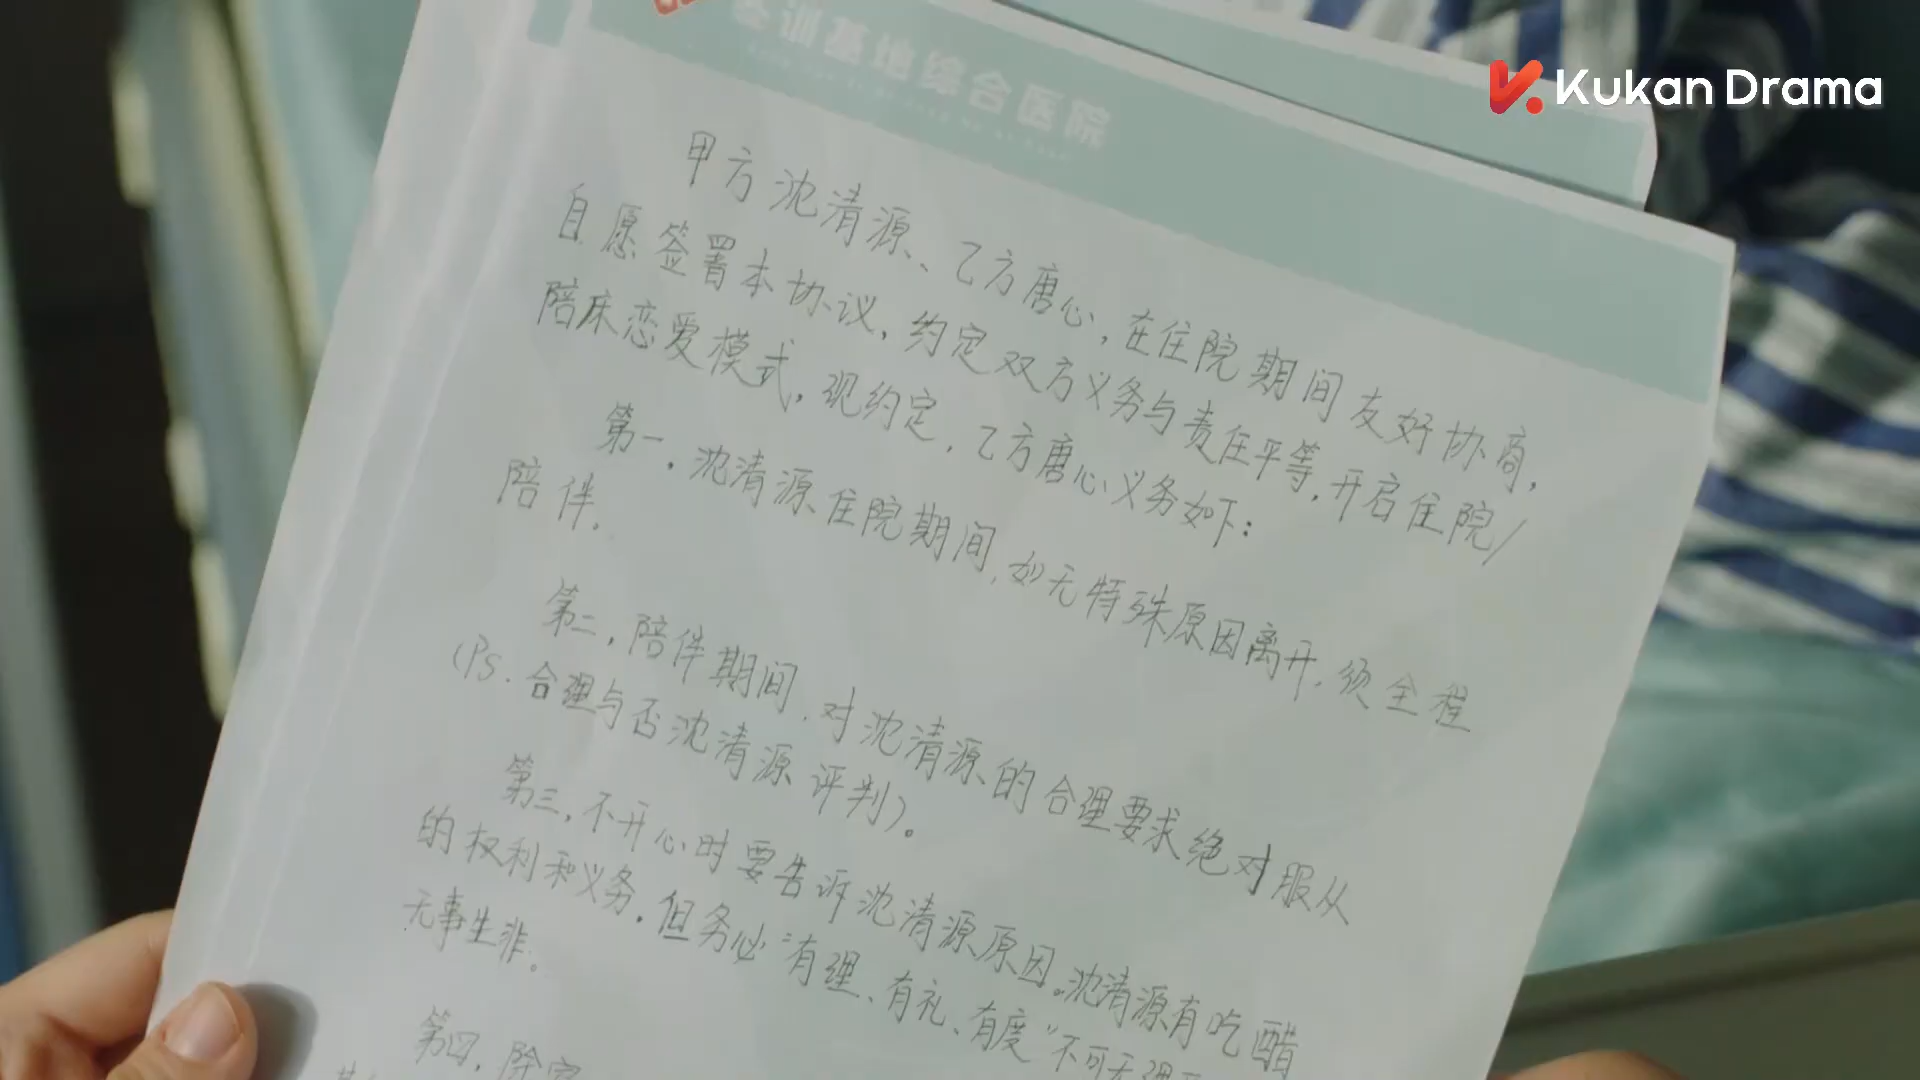 Kukan Drama
训基地综合医院
甲方沈清源、乙方唐心,在住院期间友好协商,
自愿签署本协议,约定双方义务与责任平等,开启住院/
陪床恋爱模式,现约定,乙方唐心义务如下:
第一,沈清源住院期间,如无特殊原因离开,须全程
陪伴.
第二,陪伴期间,对沈清源的合理要求绝对服从
(Ps.合理与否沈清源评判)。
第三,不开心时要告诉沈清源原因。沈清源有吃醋
的权利和义务.但务必"有理、有礼、有度"不可无理
无事生非。
第四,除